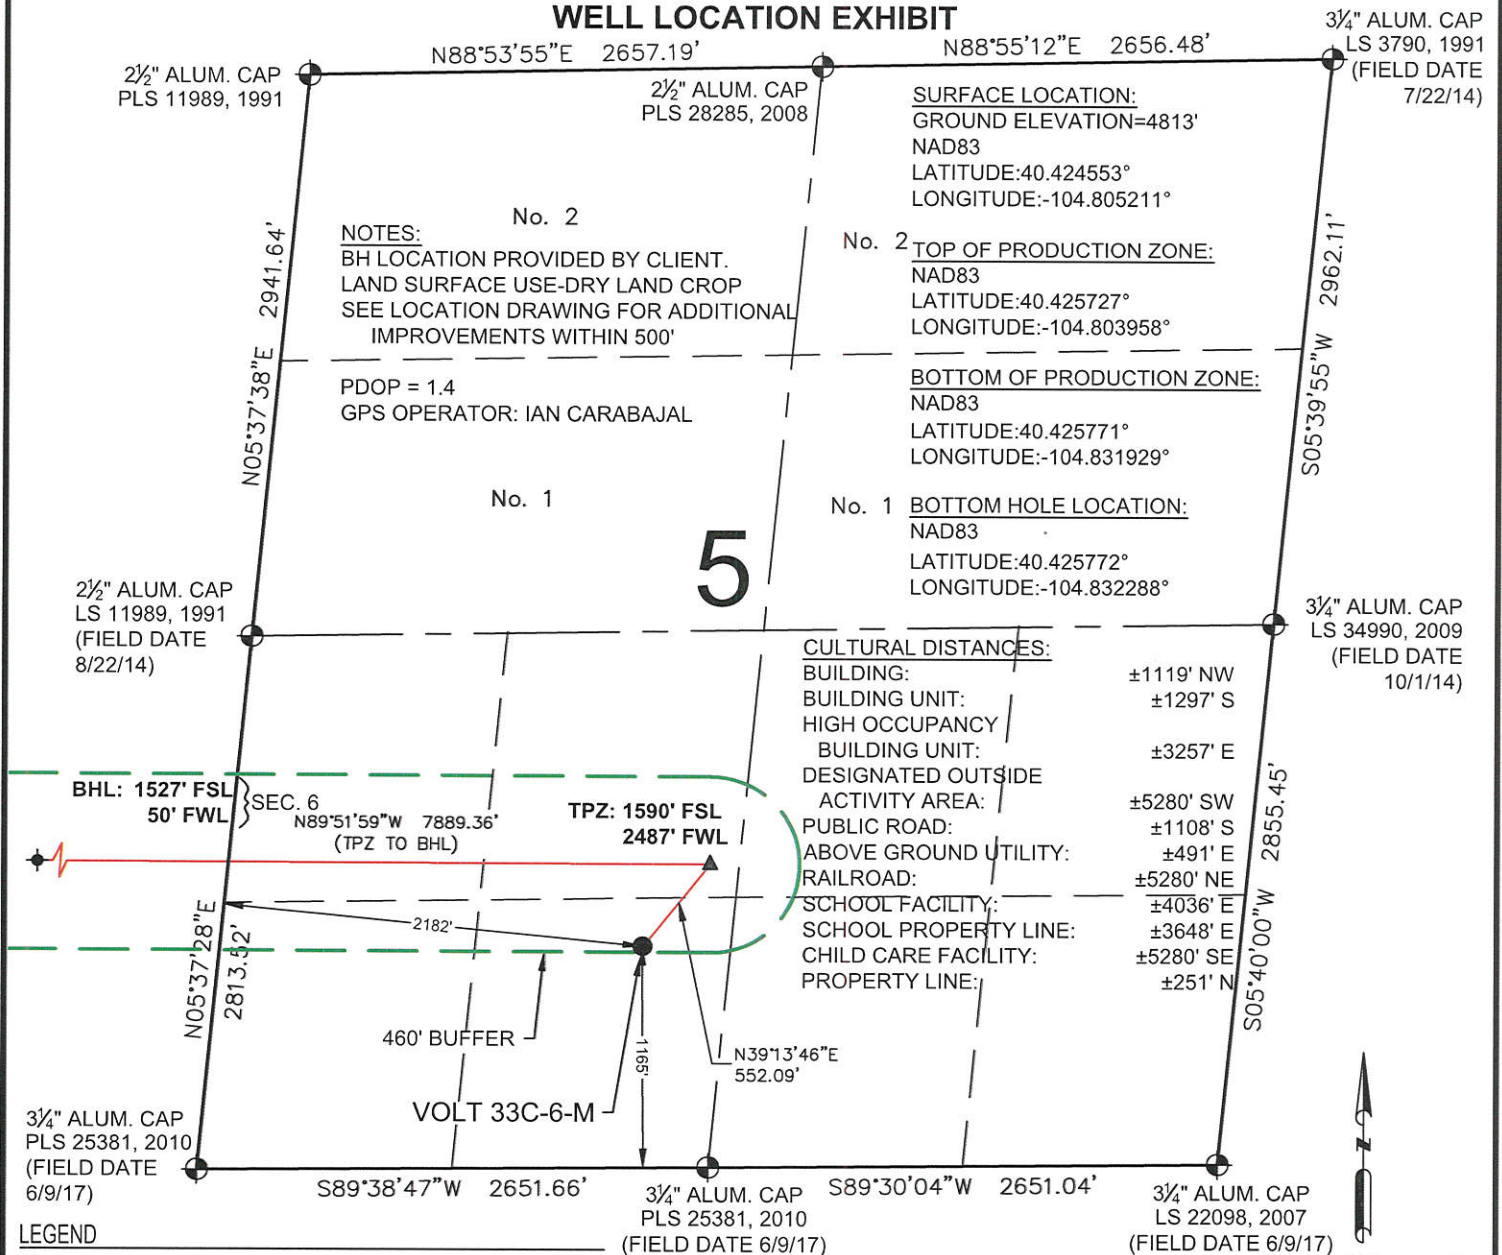 WELL LOCATION EXHIBIT
3¼" ALUM. CAP
LS 3790, 1991
(FIELD DATE
7/22/14)
N88°53'55"E 2657.19'
N88°55'12"E 2656.48'
2½" ALUM. CAP
PLS 11989, 1991
2½" ALUM. CAP
PLS 28285, 2008
SURFACE LOCATION:
GROUND ELEVATION=4813'
NAD83
LATITUDE:40.424553°
LONGITUDE:-104.805211°
No. 2
NOTES:
BH LOCATION PROVIDED BY CLIENT.
LAND SURFACE USE-DRY LAND CROP
SEE LOCATION DRAWING FOR ADDITIONAL
IMPROVEMENTS WITHIN 500'
No. 2
TOP OF PRODUCTION ZONE:
NAD83
LATITUDE:40.425727°
LONGITUDE:-104.803958°
N05°37'38"E 2941.64'
S05°39'55"W 2962.11'
PDOP = 1.4
GPS OPERATOR: IAN CARABAJAL
BOTTOM OF PRODUCTION ZONE:
NAD83
LATITUDE:40.425771°
LONGITUDE:-104.831929°
No. 1
No. 1
BOTTOM HOLE LOCATION:
NAD83
LATITUDE:40.425772°
LONGITUDE:-104.832288°
5
2½" ALUM. CAP
LS 11989, 1991
(FIELD DATE
8/22/14)
3¼" ALUM. CAP
LS 34990, 2009
(FIELD DATE
10/1/14)
CULTURAL DISTANCES:
BUILDING: ±1119' NW
BUILDING UNIT: ±1297' S
HIGH OCCUPANCY
BUILDING UNIT: ±3257' E
DESIGNATED OUTSIDE
ACTIVITY AREA: ±5280' SW
PUBLIC ROAD: ±1108' S
ABOVE GROUND UTILITY: ±491' E
RAILROAD: ±5280' NE
SCHOOL FACILITY: ±4036' E
SCHOOL PROPERTY LINE: ±3648' E
CHILD CARE FACILITY: ±5280' SE
PROPERTY LINE: ±251' N
BHL: 1527' FSL
50' FWL
SEC. 6
N89°51'59"W 7889.36'
(TPZ TO BHL)
TPZ: 1590' FSL
2487' FWL
2182'
N05°37'28"E
2813.52'
S05°40'00"W 2855.45'
460' BUFFER
1165'
N39°13'46"E
552.09'
VOLT 33C-6-M
3¼" ALUM. CAP
PLS 25381, 2010
(FIELD DATE
6/9/17)
N
S89°38'47"W 2651.66'
3¼" ALUM. CAP
PLS 25381, 2010
(FIELD DATE 6/9/17)
S89°30'04"W 2651.04'
3¼" ALUM. CAP
LS 22098, 2007
(FIELD DATE 6/9/17)
LEGEND